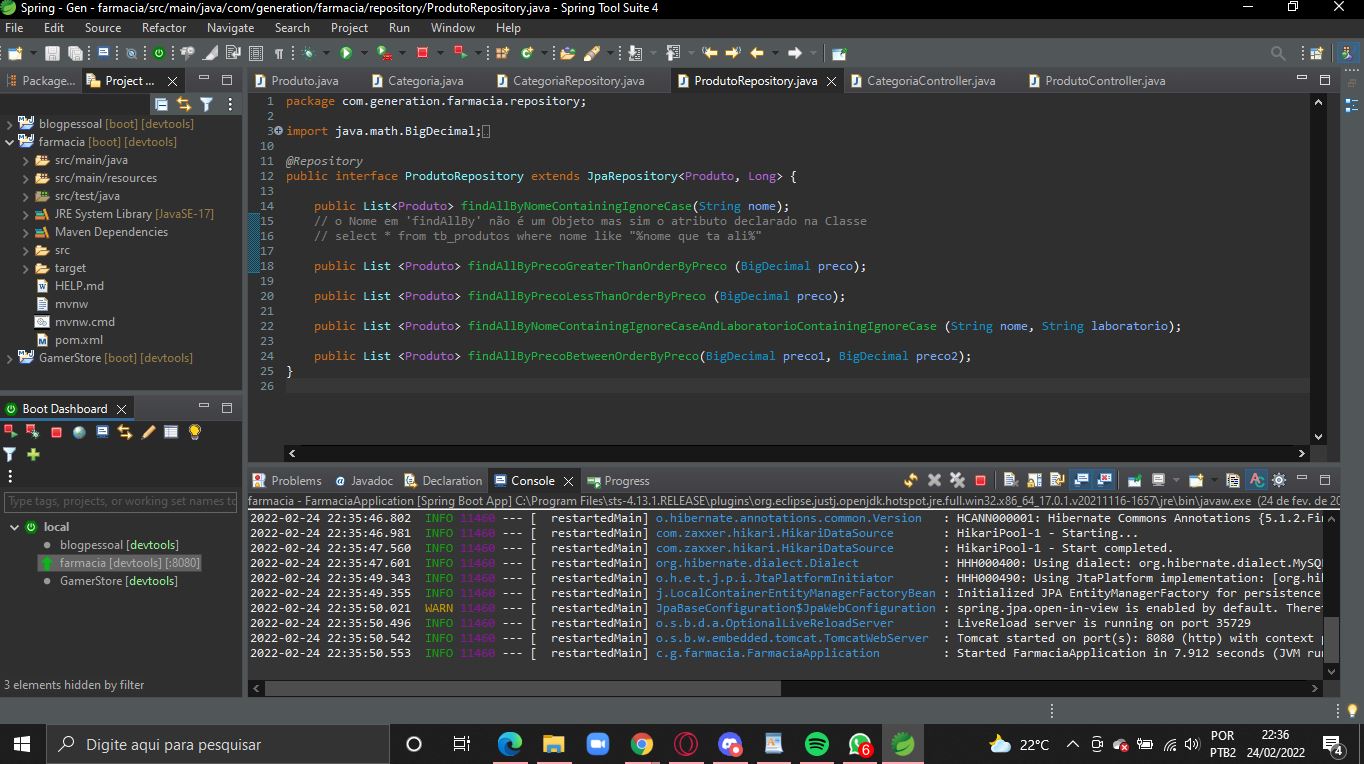 Spring - Gen - farmacia/src/main/java/com/generation/farmacia/repository/ProdutoRepository.java - Spring Tool Suite 4
File Edit Source Refactor Navigate Search Project Run Window Help
Package... Project ...
Produto.java Categoria.java CategoriaRepository.java ProdutoRepository.java CategoriaController.java ProdutoController.java
blogpessoal [boot] [devtools]
farmacia [boot] [devtools]
src/main/java
src/main/resources
src/test/java
JRE System Library [JavaSE-17]
Maven Dependencies
src
target
HELP.md
mvnw
mvnw.cmd
pom.xml
GamerStore [boot] [devtools]
1 package com.generation.farmacia.repository;
2
3 import java.math.BigDecimal;
10
11 @Repository
12 public interface ProdutoRepository extends JpaRepository<Produto, Long> {
13
14 public List<Produto> findAllByNomeContainingIgnoreCase(String nome);
15 // o Nome em 'findAllBy' não é um Objeto mas sim o atributo declarado na Classe
16 // select * from tb_produtos where nome like "%nome que ta ali%"
17
18 public List <Produto> findAllByPrecoGreaterThanOrderByPreco (BigDecimal preco);
19
20 public List <Produto> findAllByPrecoLessThanOrderByPreco (BigDecimal preco);
21
22 public List <Produto> findAllByNomeContainingIgnoreCaseAndLaboratorioContainingIgnoreCase (String nome, String laboratorio);
23
24 public List <Produto> findAllByPrecoBetweenOrderByPreco(BigDecimal preco1, BigDecimal preco2);
25 }
26
Boot Dashboard
Type tags, projects, or working set names to
local
blogpessoal [devtools]
farmacia [devtools] [:8080]
GamerStore [devtools]
3 elements hidden by filter
Problems Javadoc Declaration Console Progress
farmacia - FarmaciaApplication [Spring Boot App] C:\Program Files\sts-4.13.1.RELEASE\plugins\org.eclipse.justj.openjdk.hotspot.jre.full.win32.x86_64_17.0.1.v20211116-1657\jre\bin\javaw.exe (24 de fev. de 20
2022-02-24 22:35:46.802 INFO 11460 --- [ restartedMain] o.hibernate.annotations.common.Version : HCANN000001: Hibernate Commons Annotations {5.1.2.Fin
2022-02-24 22:35:46.981 INFO 11460 --- [ restartedMain] com.zaxxer.hikari.HikariDataSource : HikariPool-1 - Starting...
2022-02-24 22:35:47.560 INFO 11460 --- [ restartedMain] com.zaxxer.hikari.HikariDataSource : HikariPool-1 - Start completed.
2022-02-24 22:35:47.601 INFO 11460 --- [ restartedMain] org.hibernate.dialect.Dialect : HHH000400: Using dialect: org.hibernate.dialect.MySQ
2022-02-24 22:35:49.343 INFO 11460 --- [ restartedMain] o.h.e.t.j.p.i.JtaPlatformInitiator : HHH000490: Using JtaPlatform implementation: [org.hi
2022-02-24 22:35:49.355 INFO 11460 --- [ restartedMain] j.LocalContainerEntityManagerFactoryBean : Initialized JPA EntityManagerFactory for persistence
2022-02-24 22:35:50.021 WARN 11460 --- [ restartedMain] JpaBaseConfiguration$JpaWebConfiguration : spring.jpa.open-in-view is enabled by default. There
2022-02-24 22:35:50.496 INFO 11460 --- [ restartedMain] o.s.b.d.a.OptionalLiveReloadServer : LiveReload server is running on port 35729
2022-02-24 22:35:50.542 INFO 11460 --- [ restartedMain] o.s.b.w.embedded.tomcat.TomcatWebServer : Tomcat started on port(s): 8080 (http) with context p
2022-02-24 22:35:50.553 INFO 11460 --- [ restartedMain] c.g.farmacia.FarmaciaApplication : Started FarmaciaApplication in 7.912 seconds (JVM run
Digite aqui para pesquisar
6
22°C
POR
PTB2
22:36
24/02/2022
4